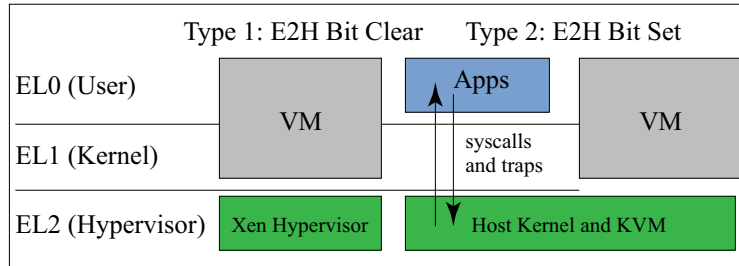 Type 1: E2H Bit Clear
Type 2: E2H Bit Set
EL0 (User)
VM
Apps
VM
EL1 (Kernel)
syscalls
and traps
EL2 (Hypervisor)
Xen Hypervisor
Host Kernel and KVM